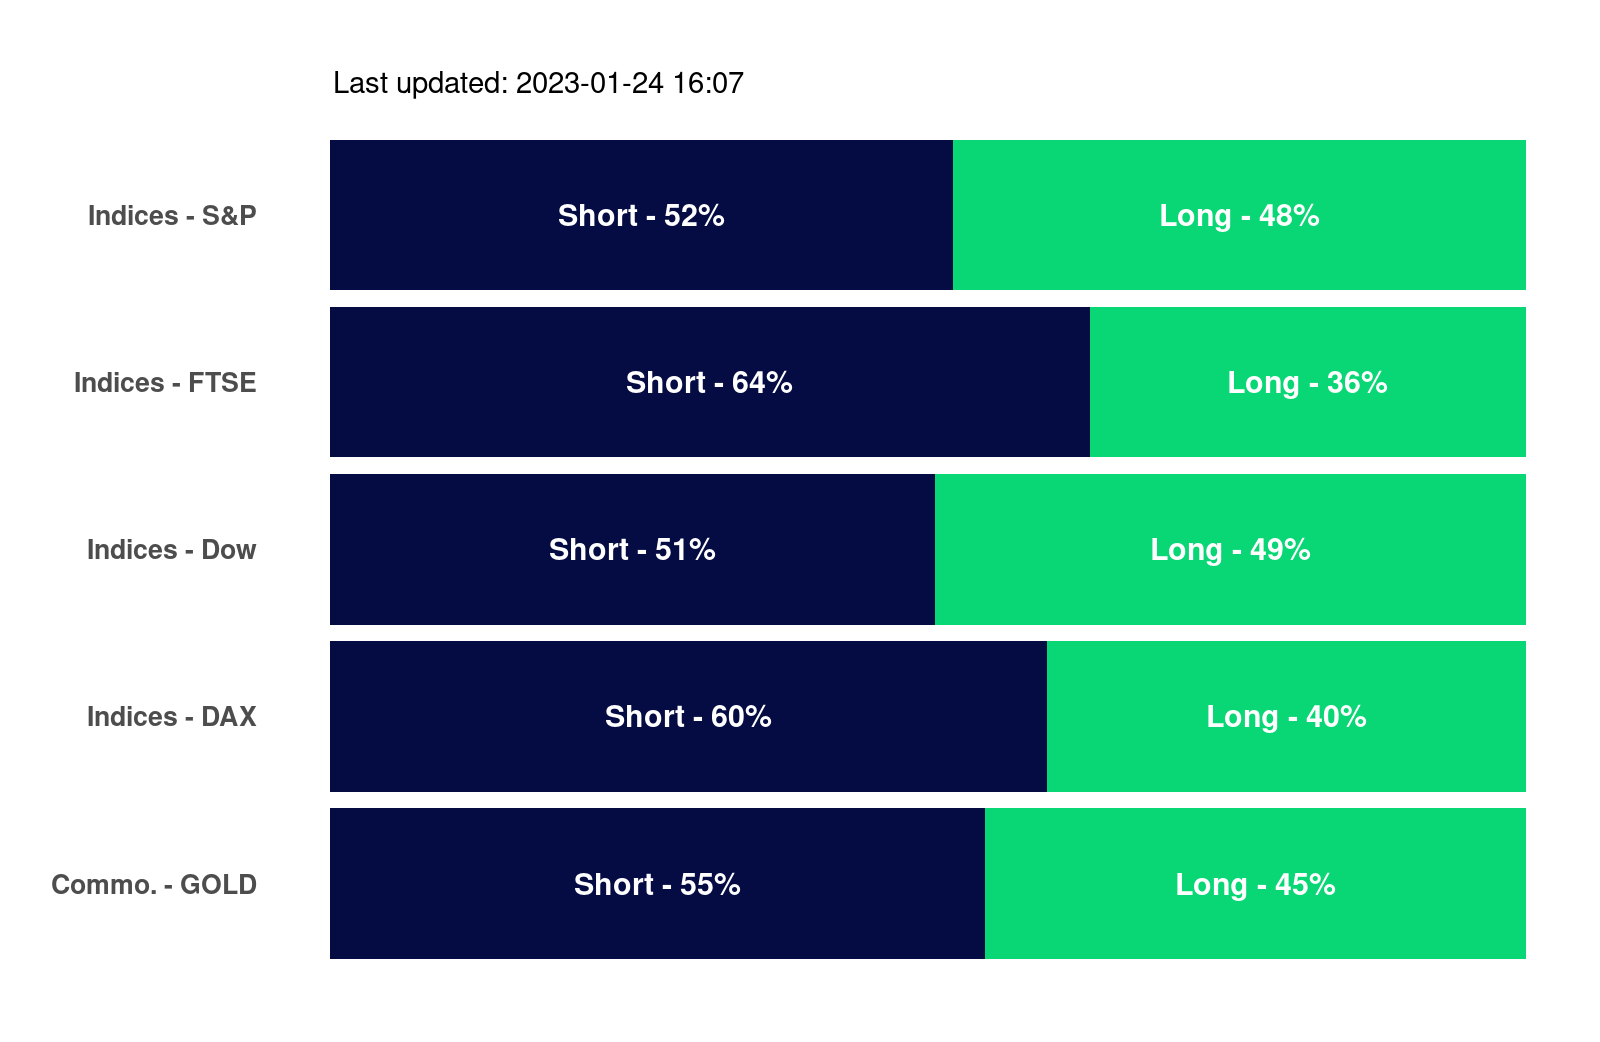 Last updated: 2023-01-24 16:07
Indices - S&P Short - 52% Long - 48%
Indices - FTSE Short - 64% Long - 36%
Indices - Dow Short - 51% Long - 49%
Indices - DAX Short - 60% Long - 40%
Commo. - GOLD Short - 55% Long - 45%